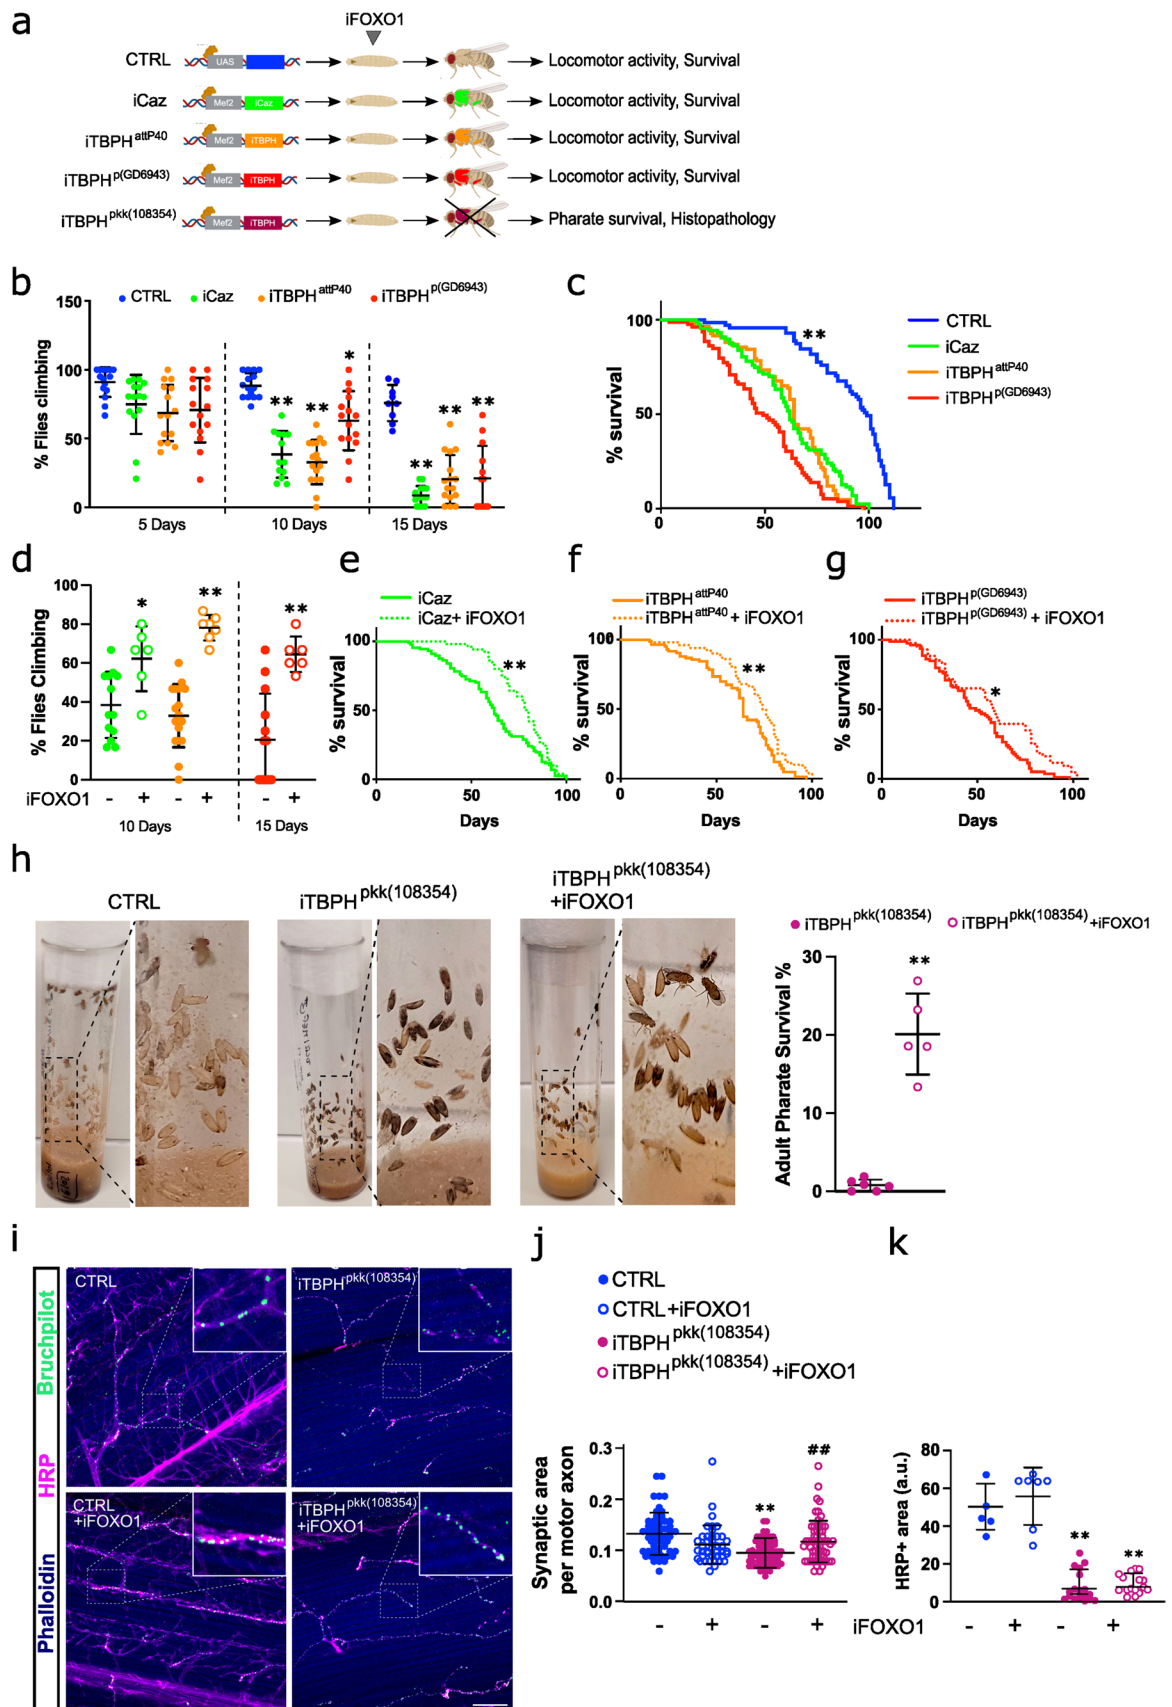 a
iFOXO1
CTRL
UAS
Locomotor activity, Survival
iCaz
Mef2
iCaz
Locomotor activity, Survival
iTBPH attP40
Mef2
iTBPH
Locomotor activity, Survival
iTBPH p(GD6943)
Mef2
iTBPH
Locomotor activity, Survival
iTBPH pkk(108354)
Mef2
iTBPH
Pharate survival, Histopathology
b
CTRL
iCaz
iTBPH attP40
iTBPH p(GD6943)
% Flies climbing
150
100
50
0
** ** *
** ** **
5 Days
10 Days
15 Days
c
% survival
100
50
0
0 50 100
**
CTRL
iCaz
iTBPH attP40
iTBPH p(GD6943)
d
% Flies Climbing
100
80
60
40
20
0
* ** **
iFOXO1 - + - + - +
10 Days
15 Days
e
iCaz
iCaz+ iFOXO1
% survival
100
50
0
**
0 50 100
Days
f
iTBPH attP40
iTBPH attP40 + iFOXO1
% survival
100
50
0
**
0 50 100
Days
g
iTBPH p(GD6943)
iTBPH p(GD6943) + iFOXO1
% survival
100
50
0
*
0 50 100
Days
h
CTRL
iTBPH pkk(108354)
iTBPH pkk(108354)
+iFOXO1
iTBPH pkk(108354)
iTBPH pkk(108354) +iFOXO1
Adult Pharate Survival %
30
20
10
0
**
i
Bruchpilot
HRP
Phalloidin
CTRL
iTBPH pkk(108354)
CTRL
+iFOXO1
iTBPH pkk(108354)
+iFOXO1
j
CTRL
CTRL+iFOXO1
iTBPH pkk(108354)
iTBPH pkk(108354) +iFOXO1
Synaptic area
per motor axon
0.3
0.2
0.1
0.0
** ##
- + - +
iFOXO1
k
HRP+ area (a.u.)
80
60
40
20
0
** **
- + - +